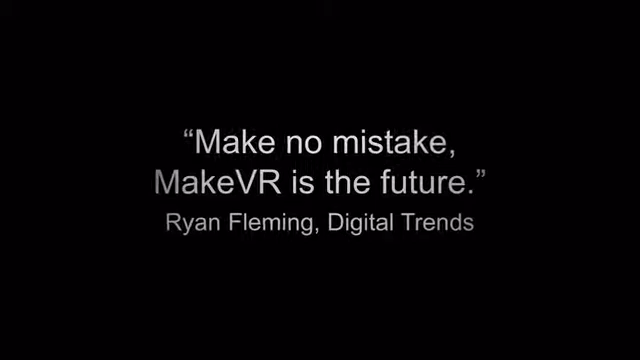 “Make no mistake,
MakeVR is the future.”
Ryan Fleming, Digital Trends